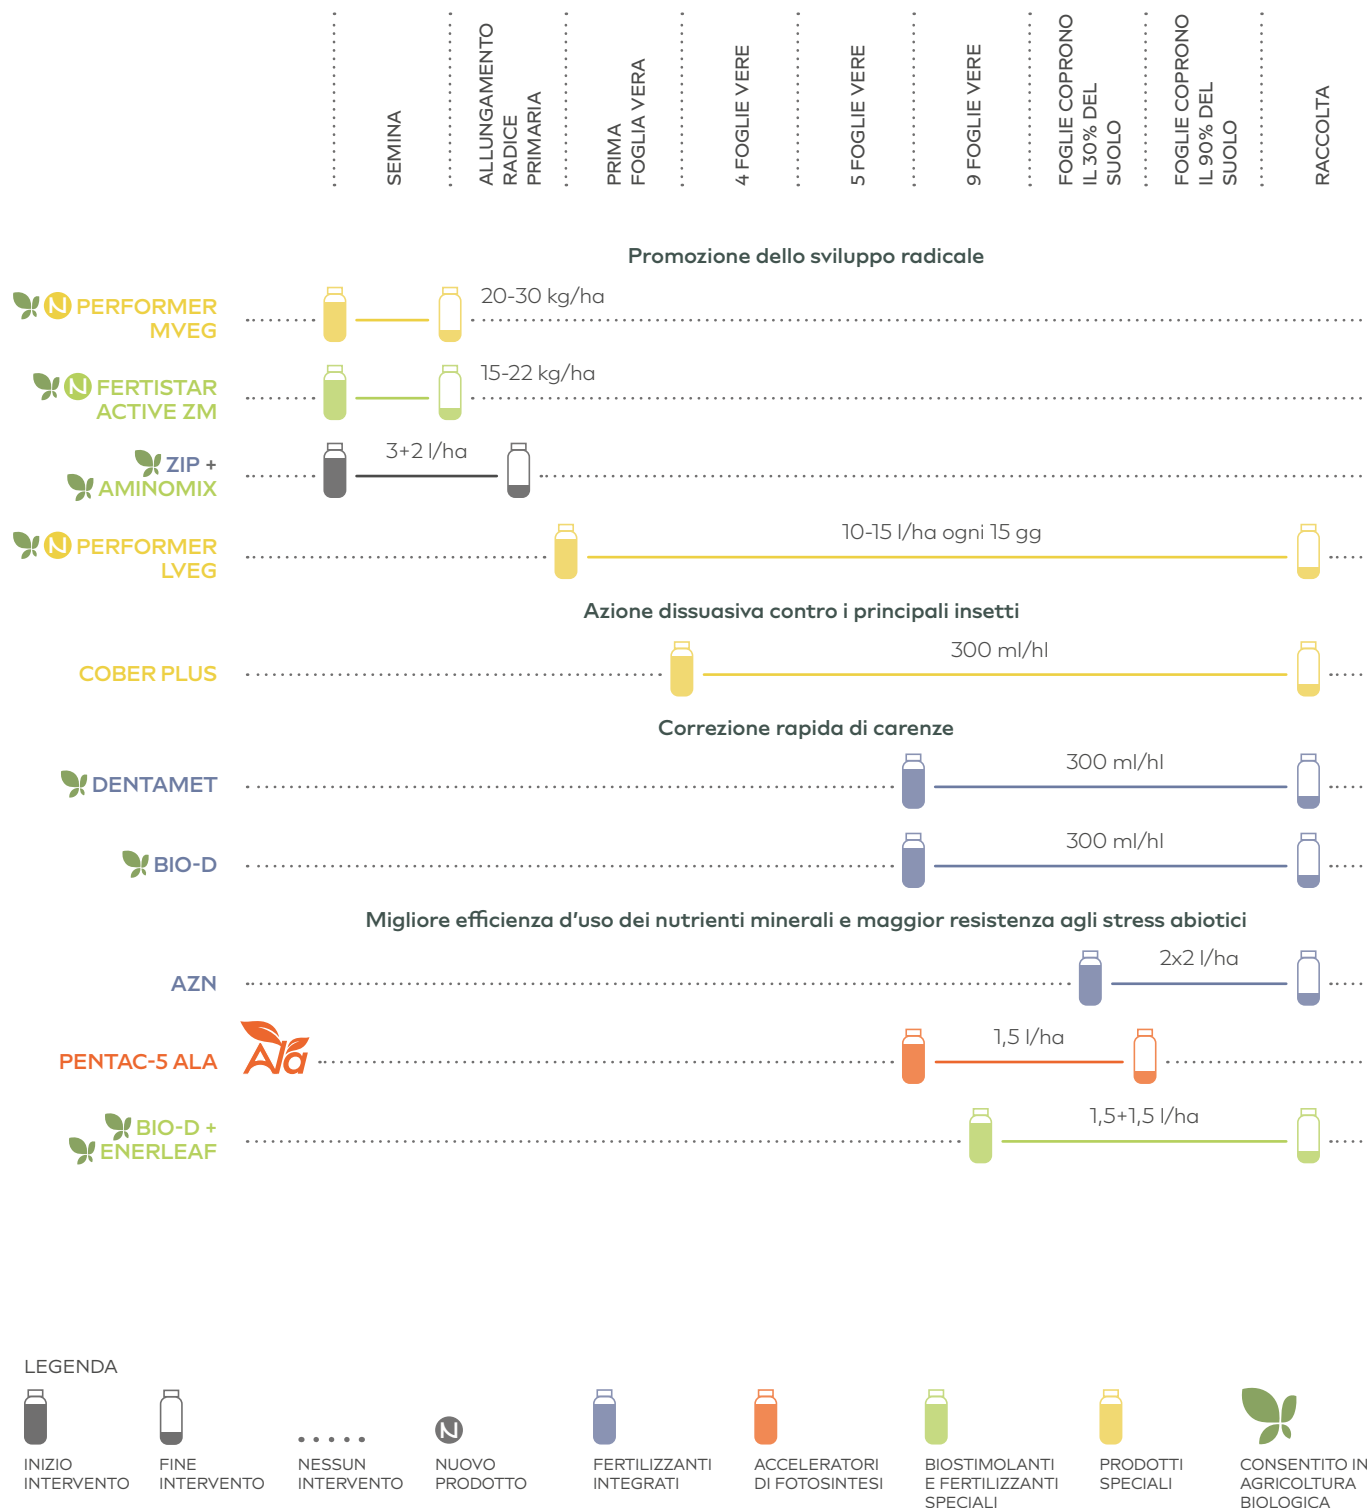 SEMINA
ALLUNGAMENTO
RADICE
PRIMARIA
PRIMA
FOGLIA VERA
4 FOGLIE VERE
5 FOGLIE VERE
9 FOGLIE VERE
FOGLIE COPRONO
IL 30% DEL
SUOLO
FOGLIE COPRONO
IL 90% DEL
SUOLO
RACCOLTA
Promozione dello sviluppo radicale
N PERFORMER
MVEG
20-30 kg/ha
N FERTISTAR
ACTIVE ZM
15-22 kg/ha
ZIP +
AMINOMIX
3+2 l/ha
N PERFORMER
LVEG
10-15 l/ha ogni 15 gg
Azione dissuasiva contro i principali insetti
COBER PLUS
300 ml/hl
Correzione rapida di carenze
DENTAMET
300 ml/hl
BIO-D
300 ml/hl
Migliore efficienza d'uso dei nutrienti minerali e maggior resistenza agli stress abiotici
AZN
2x2 l/ha
PENTAC-5 ALA
Ala
1,5 l/ha
BIO-D +
ENERLEAF
1,5+1,5 l/ha
LEGENDA
INIZIO
INTERVENTO
FINE
INTERVENTO
NESSUN
INTERVENTO
N
NUOVO
PRODOTTO
FERTILIZZANTI
INTEGRATI
ACCELERATORI
DI FOTOSINTESI
BIOSTIMOLANTI
E FERTILIZZANTI
SPECIALI
PRODOTTI
SPECIALI
CONSENTITO IN
AGRICOLTURA
BIOLOGICA